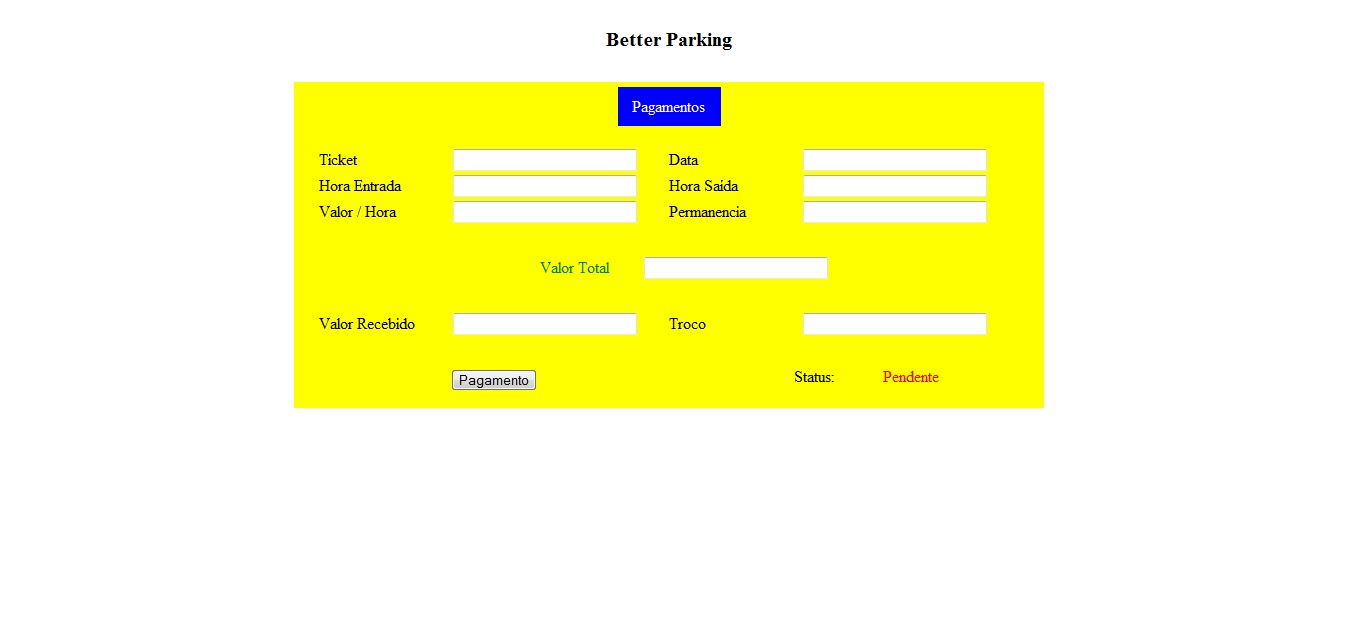 Better Parking
Pagamentos
Ticket Data
Hora Entrada Hora Saída
Valor / Hora Permanencia
Valor Total
Valor Recebido Troco
Pagamento Status: Pendente